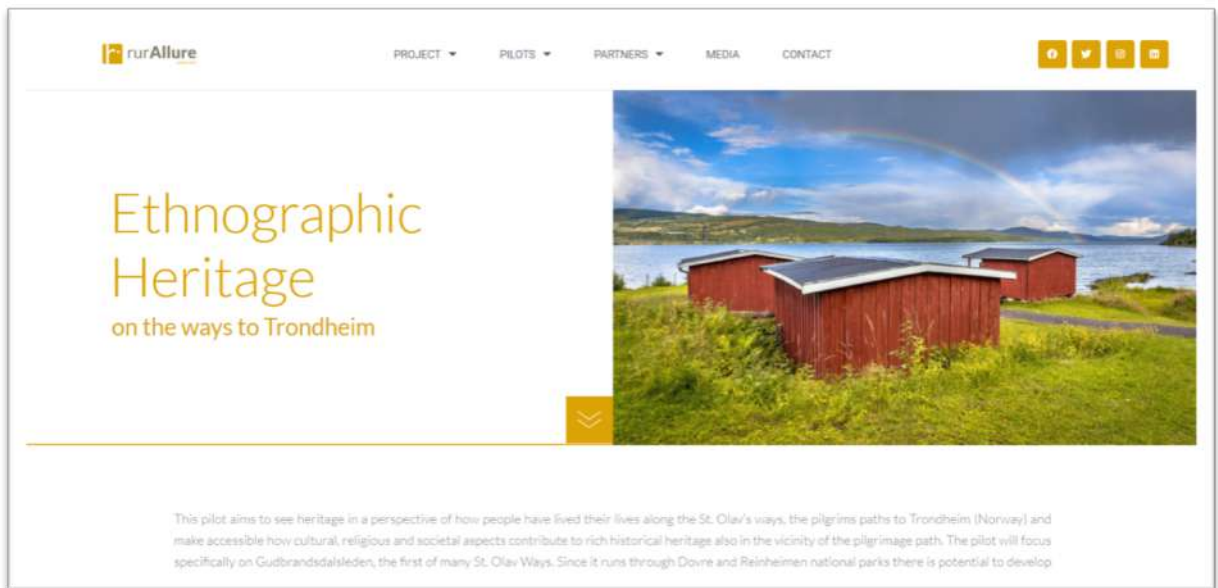 rurAllure
PROJECT PILOTS PARTNERS MEDIA CONTACT
Ethnographic
Heritage
on the ways to Trondheim
This pilot aims to see heritage in a perspective of how people have lived their lives along the St. Olav's ways, the pilgrims paths to Trondheim (Norway) and
make accessible how cultural, religious and societal aspects contribute to rich historical heritage also in the vicinity of the pilgrimage path. The pilot will focus
specifically on Gudbrandsdalsleden, the first of many St. Olav Ways. Since it runs through Dovre and Reinheimen national parks there is potential to develop